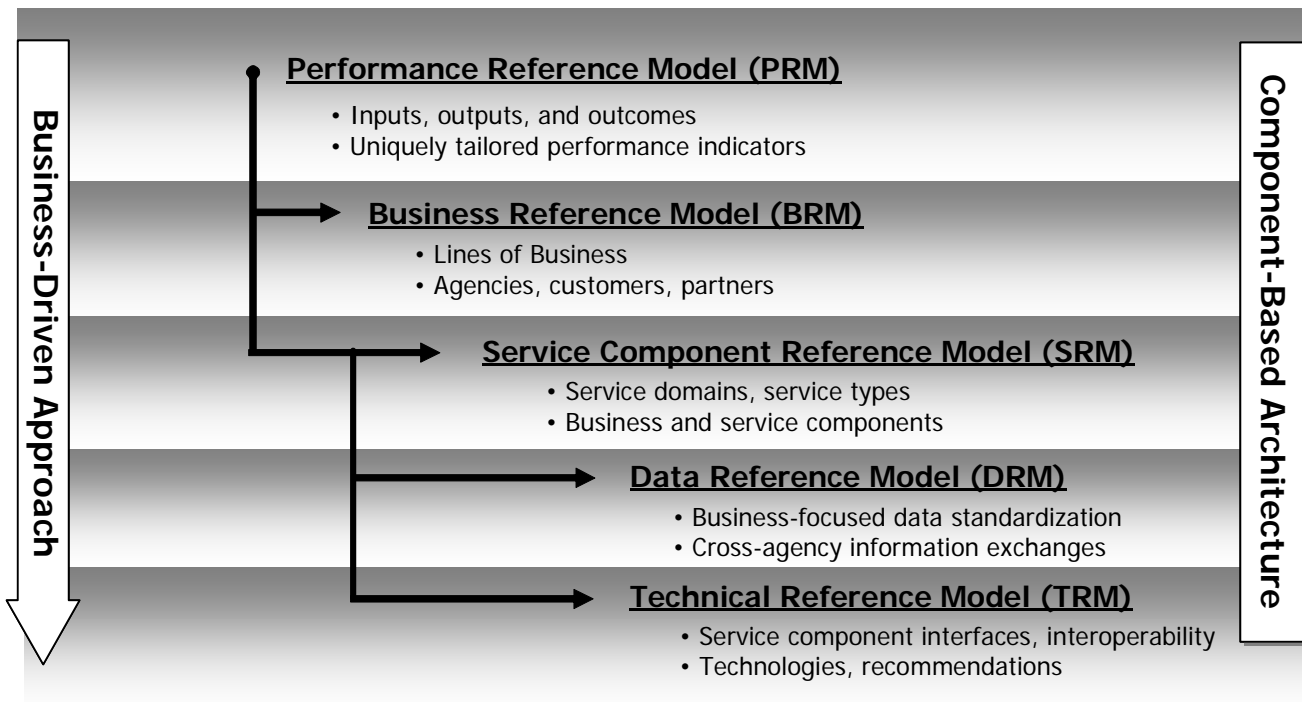 Business-Driven Approach
Performance Reference Model (PRM)
• Inputs, outputs, and outcomes
• Uniquely tailored performance indicators
Business Reference Model (BRM)
• Lines of Business
• Agencies, customers, partners
Service Component Reference Model (SRM)
• Service domains, service types
• Business and service components
Data Reference Model (DRM)
• Business-focused data standardization
• Cross-agency information exchanges
Technical Reference Model (TRM)
• Service component interfaces, interoperability
• Technologies, recommendations
Component-Based Architecture